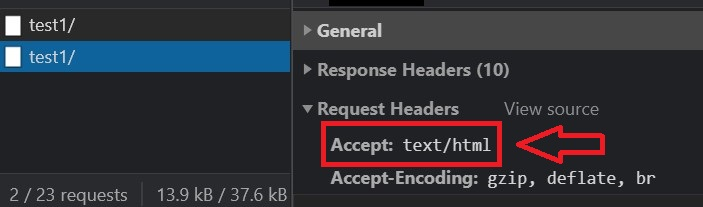 test1/
test1/
2 / 23 requests
13.9 kB / 37.6 kB
General
Response Headers (10)
Request Headers View source
Accept: text/html
Accept-Encoding: gzip, deflate, br